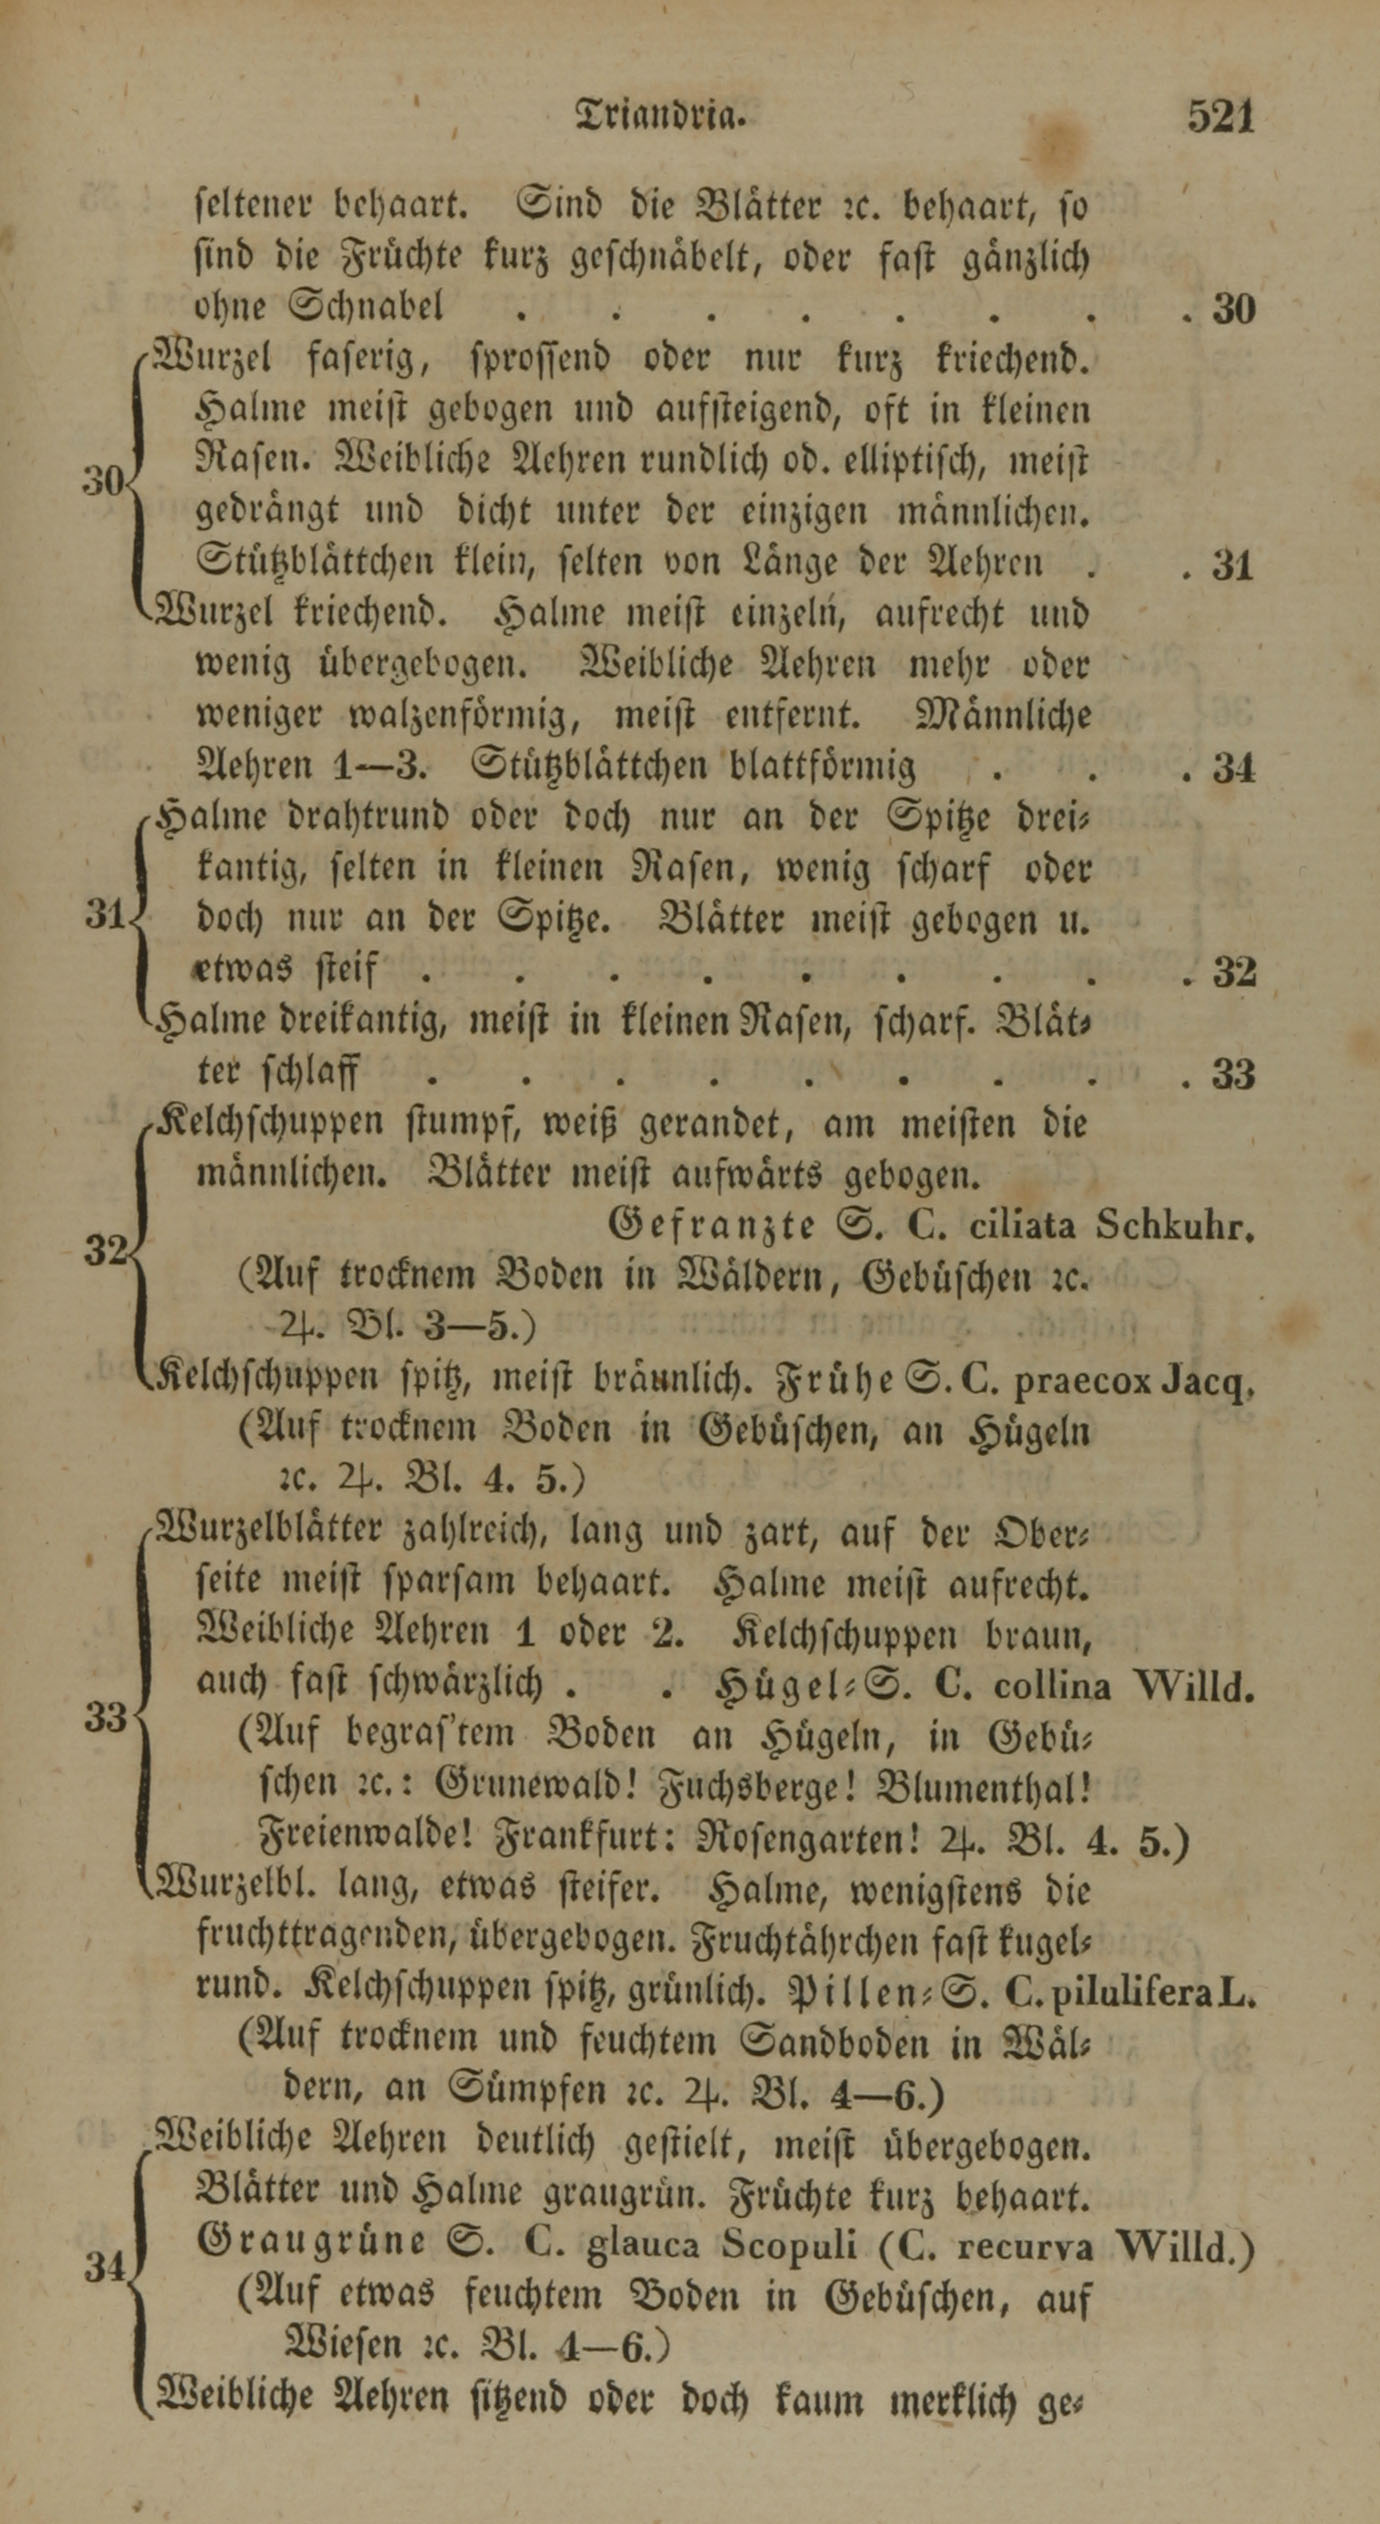 Triandria. 521
seltener behaart. Sind die Blätter ꝛc. behaart, so
sind die Früchte kurz geschnäbelt, oder fast gänzlich
ohne Schnabel . . . . . . . . 30
Wurzel faserig, sprossend oder nur kurz kriechend.
Halme meist gebogen und aufsteigend, oft in kleinen
Rasen. Weibliche Aehren rundlich od. elliptisch, meist
30
gedrängt und dicht unter der einzigen männlichen.
Stützblättchen klein, selten von Länge der Aehren . . 31
Wurzel kriechend. Halme meist einzeln, aufrecht und
wenig übergebogen. Weibliche Aehren mehr oder
weniger walzenförmig, meist entfernt. Männliche
Aehren 1—3. Stützblättchen blattförmig . . . 34
Halme drahtrund oder doch nur an der Spitze drei-
kantig, selten in kleinen Rasen, wenig scharf oder
31 doch nur an der Spitze. Blätter meist gebogen u.
etwas steif . . . . . . . . . 32
Halme dreikantig, meist in kleinen Rasen, scharf. Blät-
ter schlaff . . . . . . . . . 33
Kelchschuppen stumpf, weiß gerandet, am meisten die
männlichen. Blätter meist aufwärts gebogen.
Gefranzte S. C. ciliata Schkuhr.
32
(Auf trocknem Boden in Wäldern, Gebüschen ꝛc.
♃. Bl. 3—5.)
Kelchschuppen spitz, meist bräunlich. Frühe S. C. praecox Jacq.
(Auf trocknem Boden in Gebüschen, an Hügeln
ꝛc. ♃. Bl. 4. 5.)
Wurzelblätter zahlreich, lang und zart, auf der Ober-
seite meist sparsam behaart. Halme meist aufrecht.
Weibliche Aehren 1 oder 2. Kelchschuppen braun,
auch fast schwärzlich . . Hügel-S. C. collina Willd.
33
(Auf begras'tem Boden an Hügeln, in Gebü-
schen ꝛc.: Grunewald! Fuchsberge! Blumenthal!
Freienwalde! Frankfurt: Rosengarten! ♃. Bl. 4. 5.)
Wurzelbl. lang, etwas steifer. Halme, wenigstens die
fruchttragenden, übergebogen. Fruchtährchen fast kugel-
rund. Kelchschuppen spitz, grünlich. Pillen-S. C. pilulifera L.
(Auf trocknem und feuchtem Sandboden in Wäl-
dern, an Sümpfen ꝛc. ♃. Bl. 4—6.)
Weibliche Aehren deutlich gestielt, meist übergebogen.
Blätter und Halme graugrün. Früchte kurz behaart.
Graugrüne S. C. glauca Scopuli (C. recurva Willd.)
34
(Auf etwas feuchtem Boden in Gebüschen, auf
Wiesen ꝛc. Bl. 4—6.)
Weibliche Aehren sitzend oder doch kaum merklich ge-